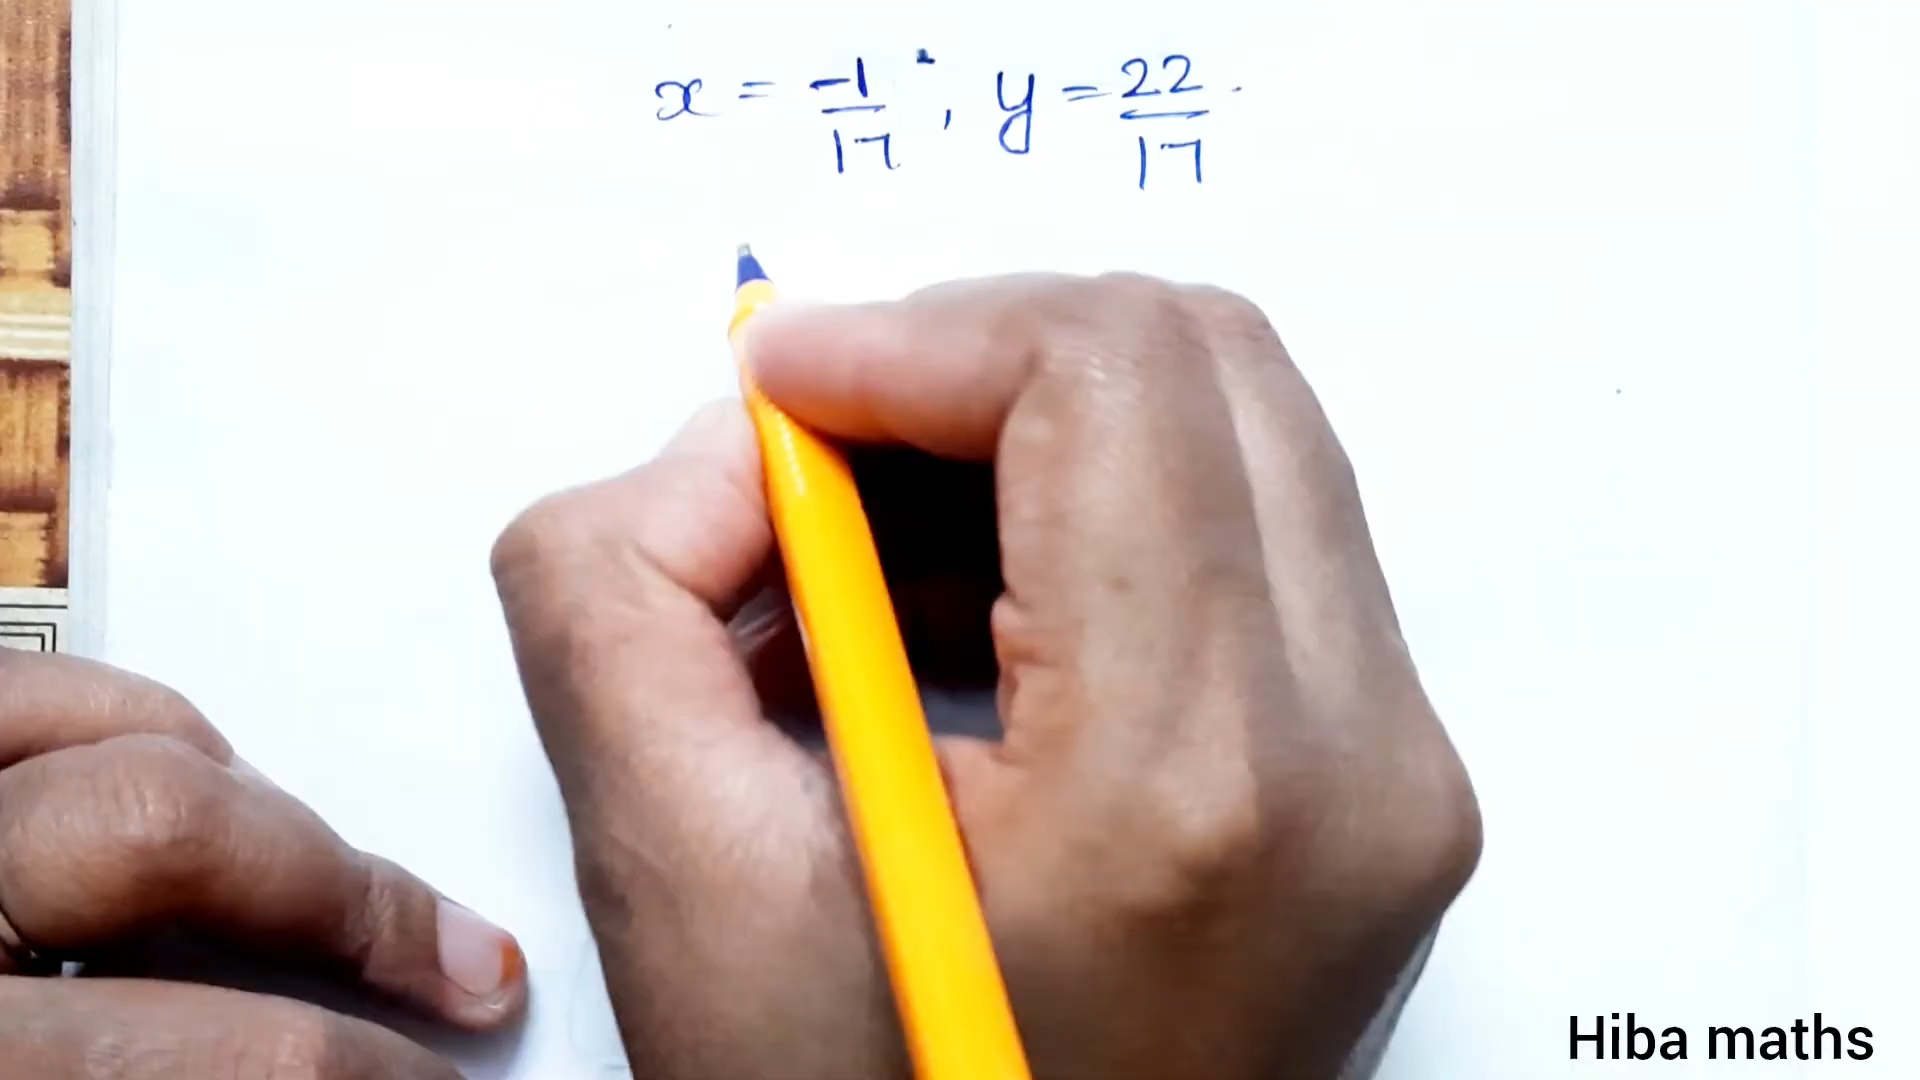 x = -1/17, y = 22/17.
Hiba maths